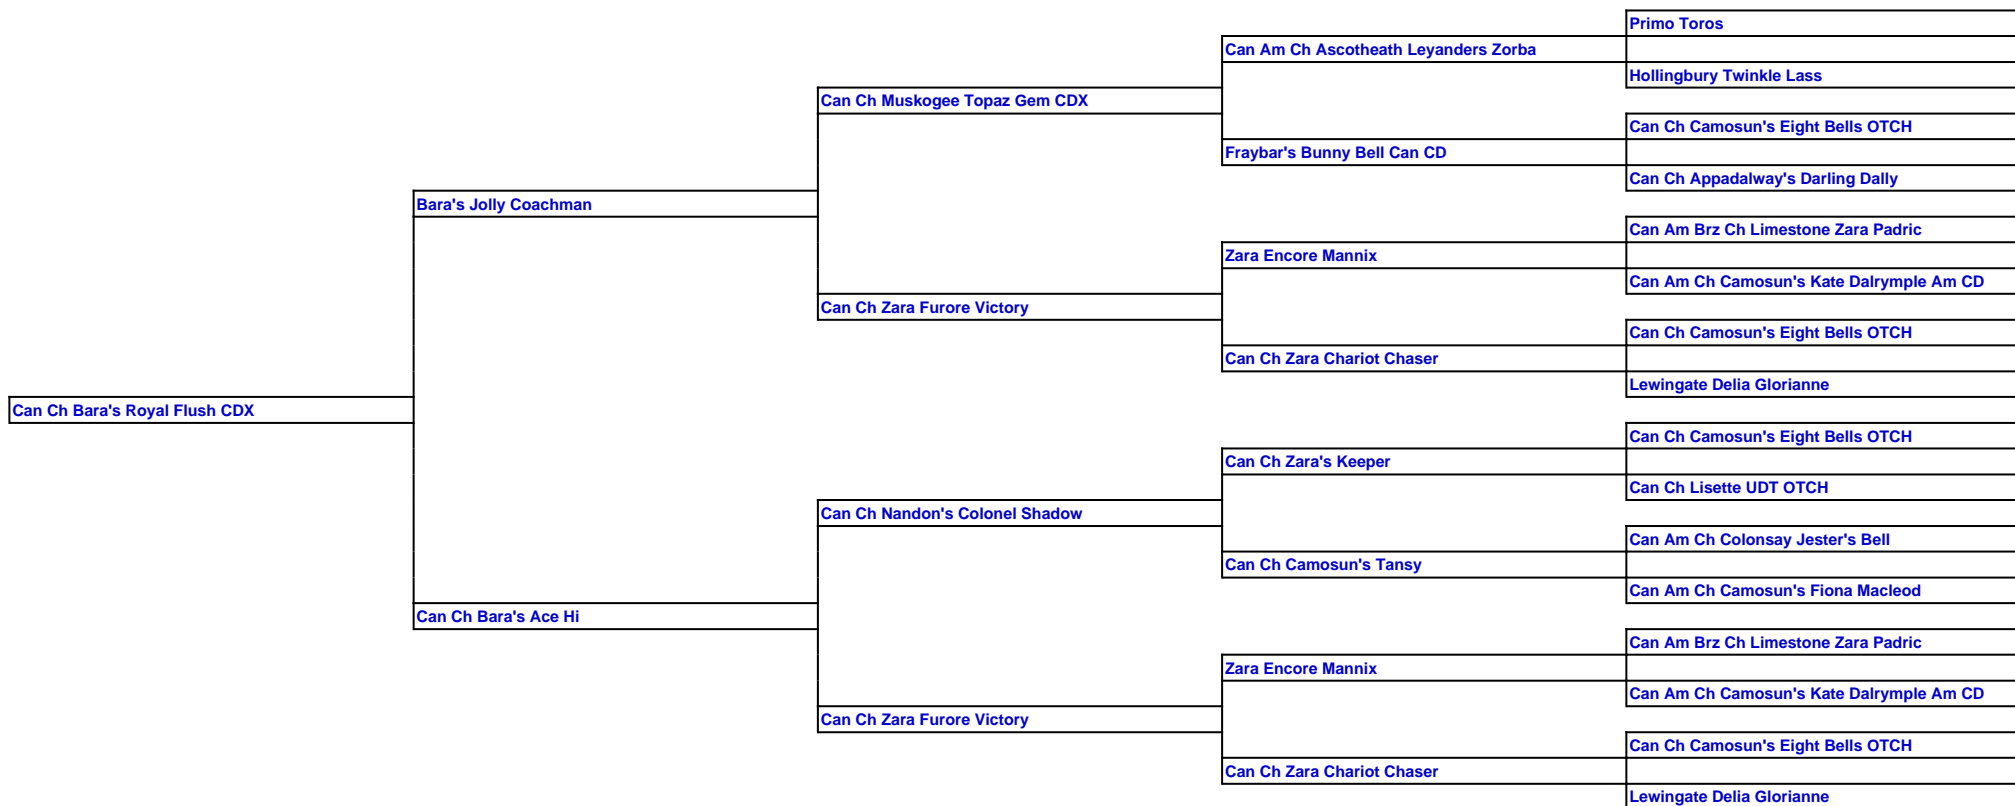 Primo Toros
Can Am Ch Ascotheath Leyanders Zorba
Hollingbury Twinkle Lass
Can Ch Muskogee Topaz Gem CDX
Can Ch Camosun's Eight Bells OTCH
Fraybar's Bunny Bell Can CD
Can Ch Appadalway's Darling Dally
Bara's Jolly Coachman
Can Am Brz Ch Limestone Zara Padric
Zara Encore Mannix
Can Am Ch Camosun's Kate Dalrymple Am CD
Can Ch Zara Furore Victory
Can Ch Camosun's Eight Bells OTCH
Can Ch Zara Chariot Chaser
Lewingate Delia Glorianne
Can Ch Bara's Royal Flush CDX
Can Ch Camosun's Eight Bells OTCH
Can Ch Zara's Keeper
Can Ch Lisette UDT OTCH
Can Ch Nandon's Colonel Shadow
Can Am Ch Colonsay Jester's Bell
Can Ch Camosun's Tansy
Can Am Ch Camosun's Fiona Macleod
Can Ch Bara's Ace Hi
Can Am Brz Ch Limestone Zara Padric
Zara Encore Mannix
Can Am Ch Camosun's Kate Dalrymple Am CD
Can Ch Zara Furore Victory
Can Ch Camosun's Eight Bells OTCH
Can Ch Zara Chariot Chaser
Lewingate Delia Glorianne